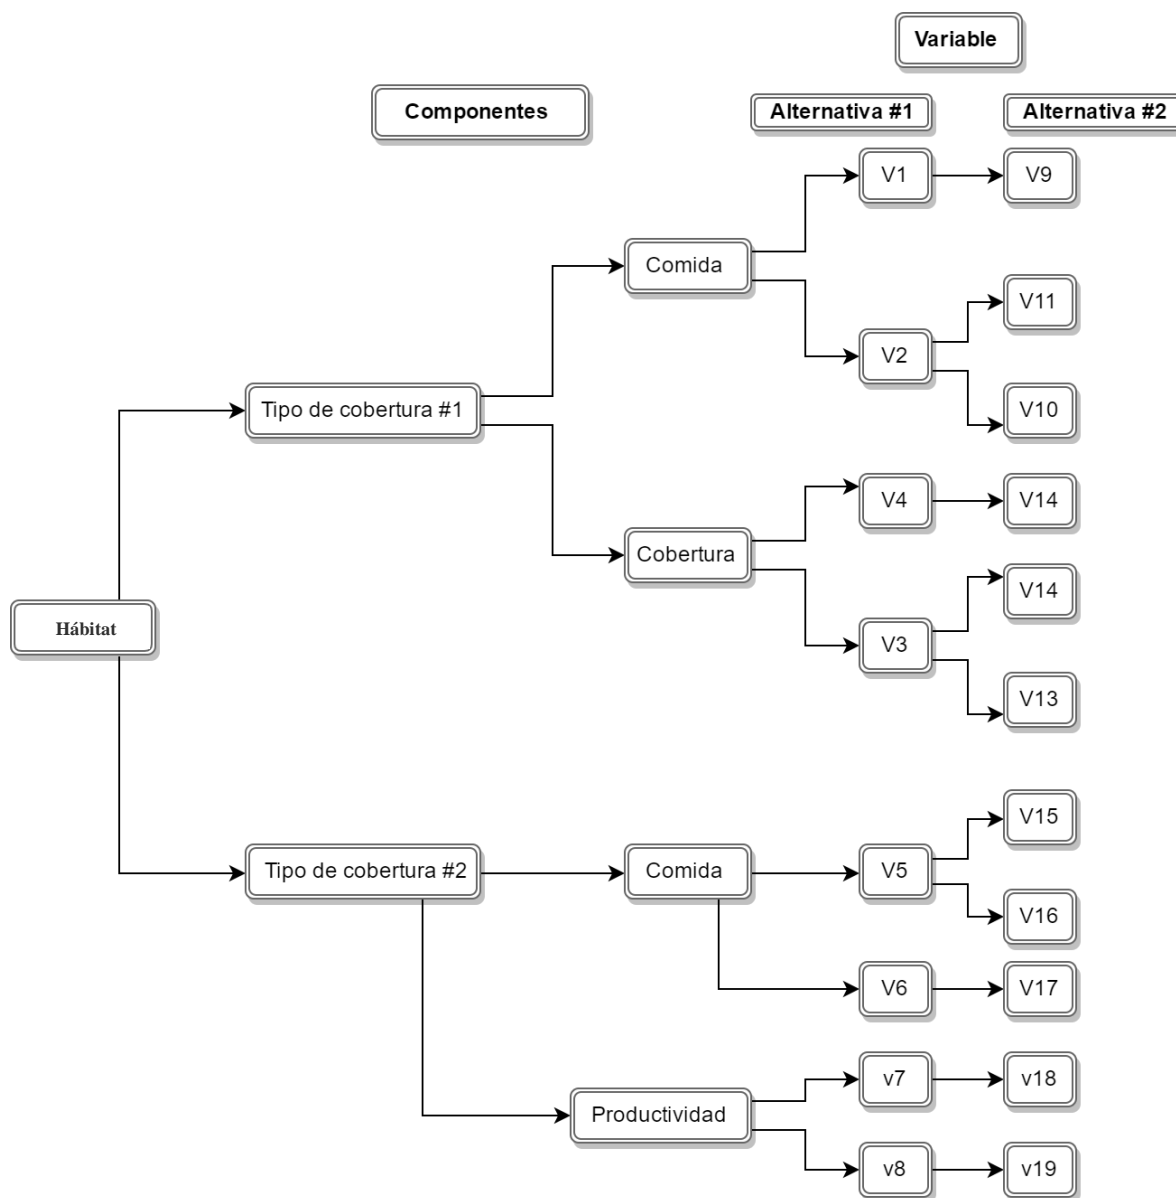 Variable
Componentes
Alternativa #1
Alternativa #2
V1
V9
Comida
V11
V2
V10
Tipo de cobertura #1
V4
V14
Cobertura
V14
V3
V13
Hábitat
V15
Tipo de cobertura #2
Comida
V5
V16
V6
V17
v7
v18
Productividad
v8
v19